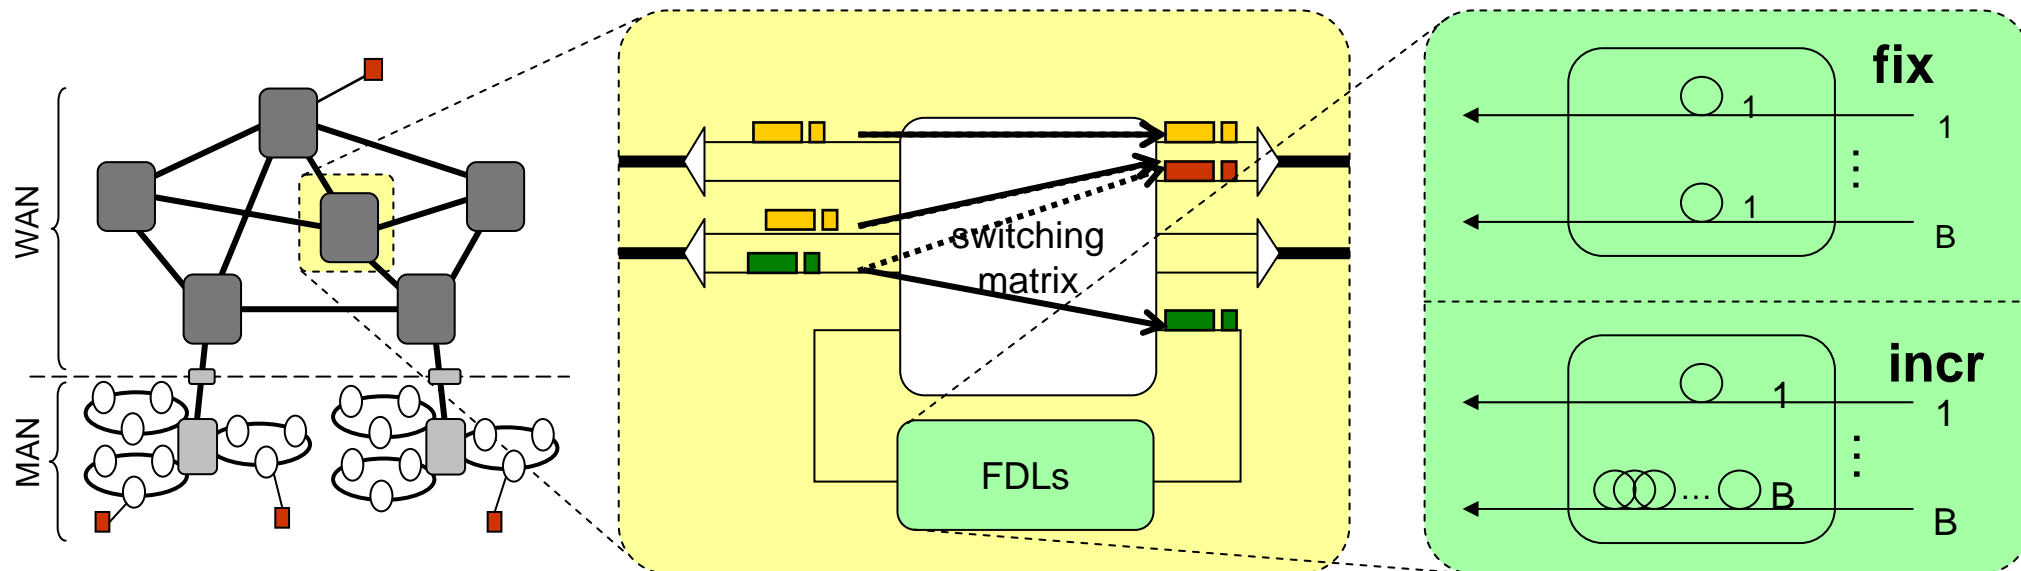 WAN
MAN
switching
matrix
FDLs
fix
1
1
⋮
1
B
incr
1
1
⋮
... B
B